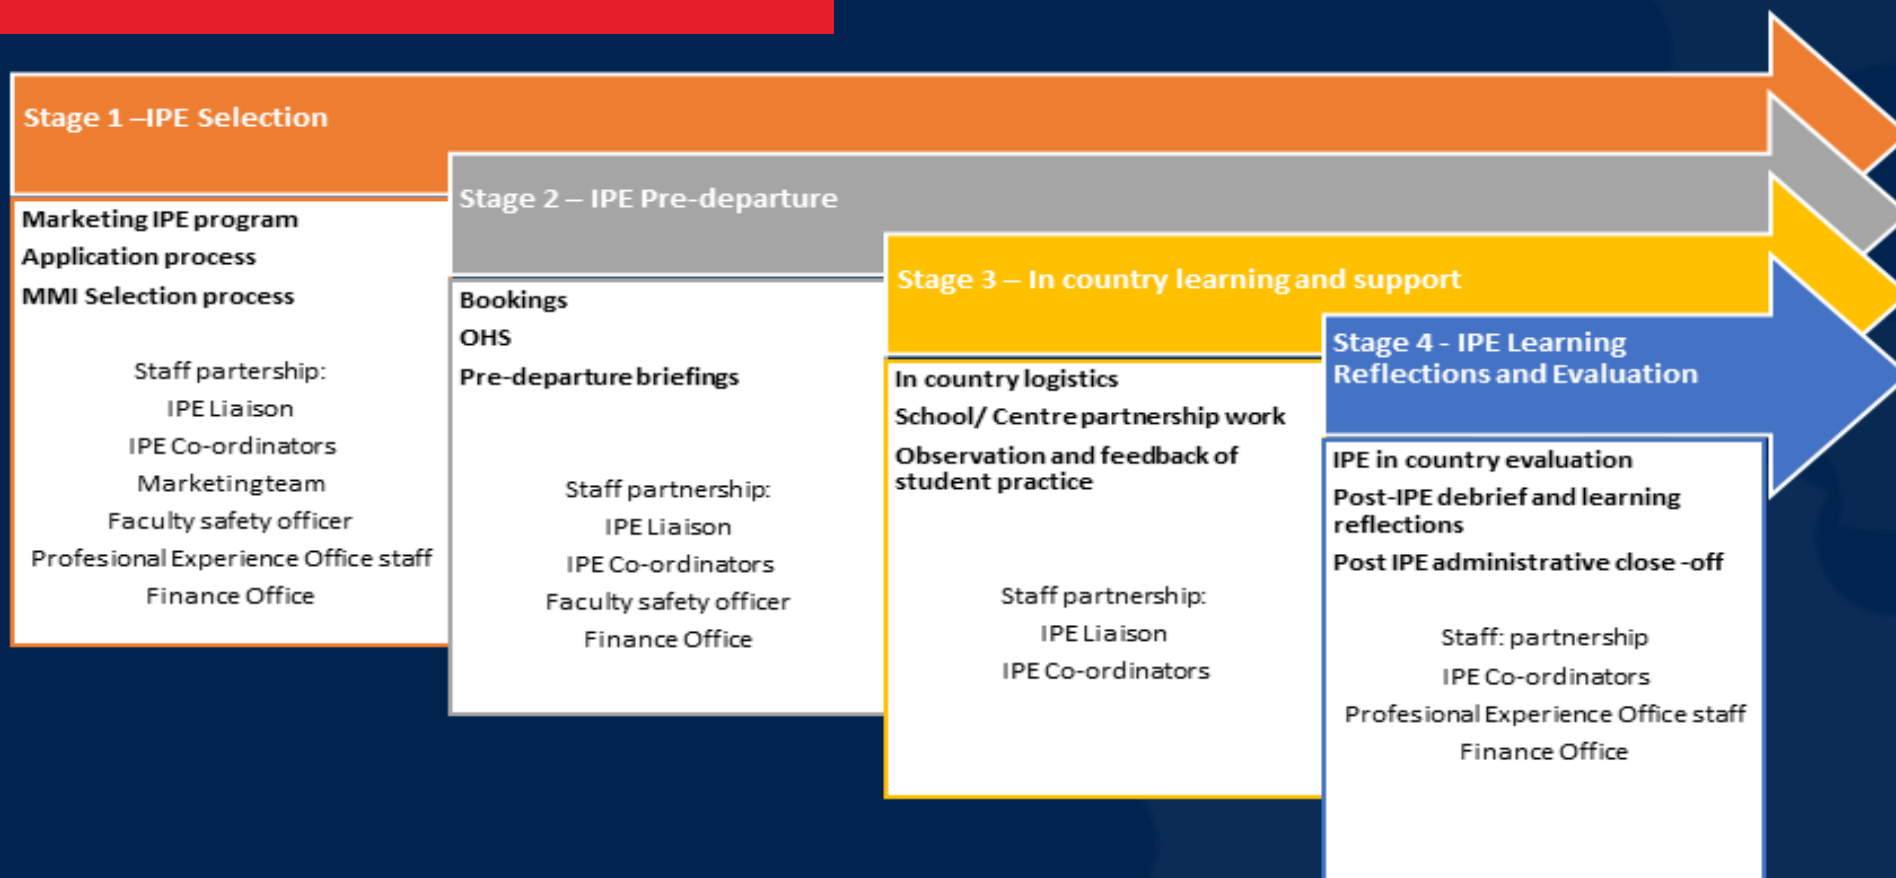 Stage 1 –IPE Selection
Marketing IPE program
Application process
MMI Selection process
Staff partership:
IPE Liaison
IPE Co-ordinators
Marketing team
Faculty safety officer
Profesional Experience Office staff
Finance Office
Stage 2 – IPE Pre-departure
Bookings
OHS
Pre-departure briefings
Staff partnership:
IPE Liaison
IPE Co-ordinators
Faculty safety officer
Finance Office
Stage 3 – In country learning and support
In country logistics
School/ Centre partnership work
Observation and feedback of
student practice
Staff partnership:
IPE Liaison
IPE Co-ordinators
Stage 4 - IPE Learning
Reflections and Evaluation
IPE in country evaluation
Post-IPE debrief and learning
reflections
Post IPE administrative close -off
Staff: partnership
IPE Co-ordinators
Profesional Experience Office staff
Finance Office